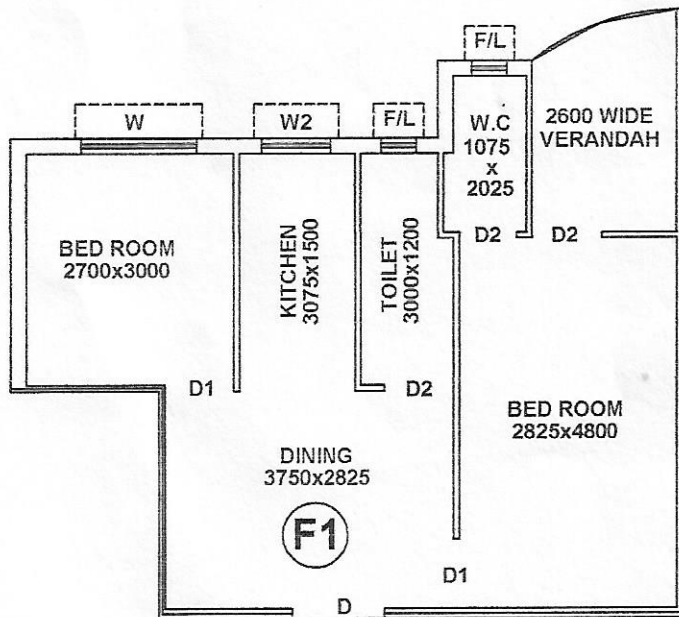 F/L
W
W2
F/L
W.C
1075
x
2025
2600 WIDE
VERANDAH
BED ROOM
2700x3000
KITCHEN
3075x1500
TOILET
3000x1200
D2
D2
D1
D2
BED ROOM
2825x4800
DINING
3750x2825
F1
D1
D